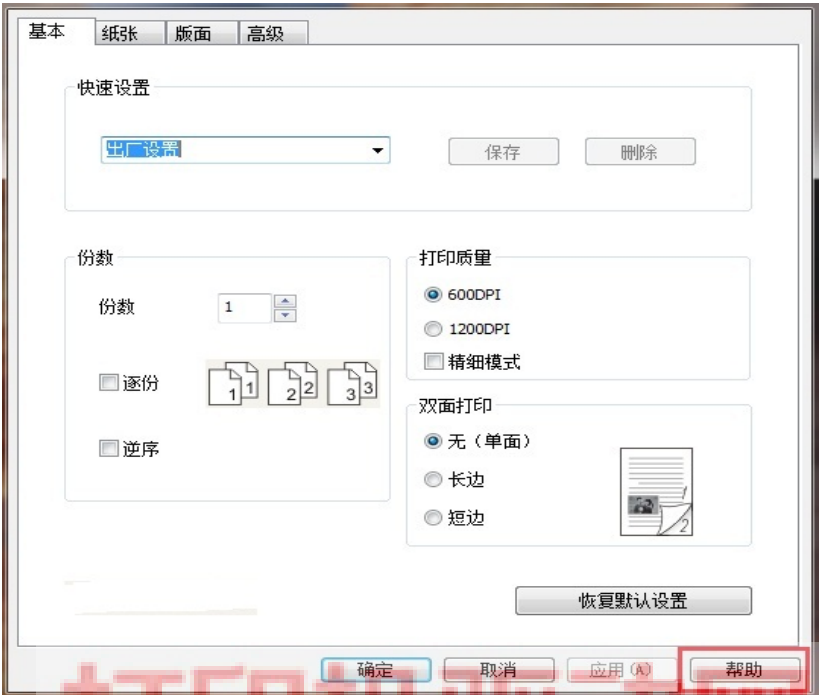 基本 纸张 版面 高级
快速设置
出厂设置 保存 删除
份数
份数 1
逐份 1 1 2 2 3 3
逆序
打印质量
600DPI
1200DPI
精细模式
双面打印
无（单面）
长边
短边
1
2
恢复默认设置
确定 取消 应用(A) 帮助